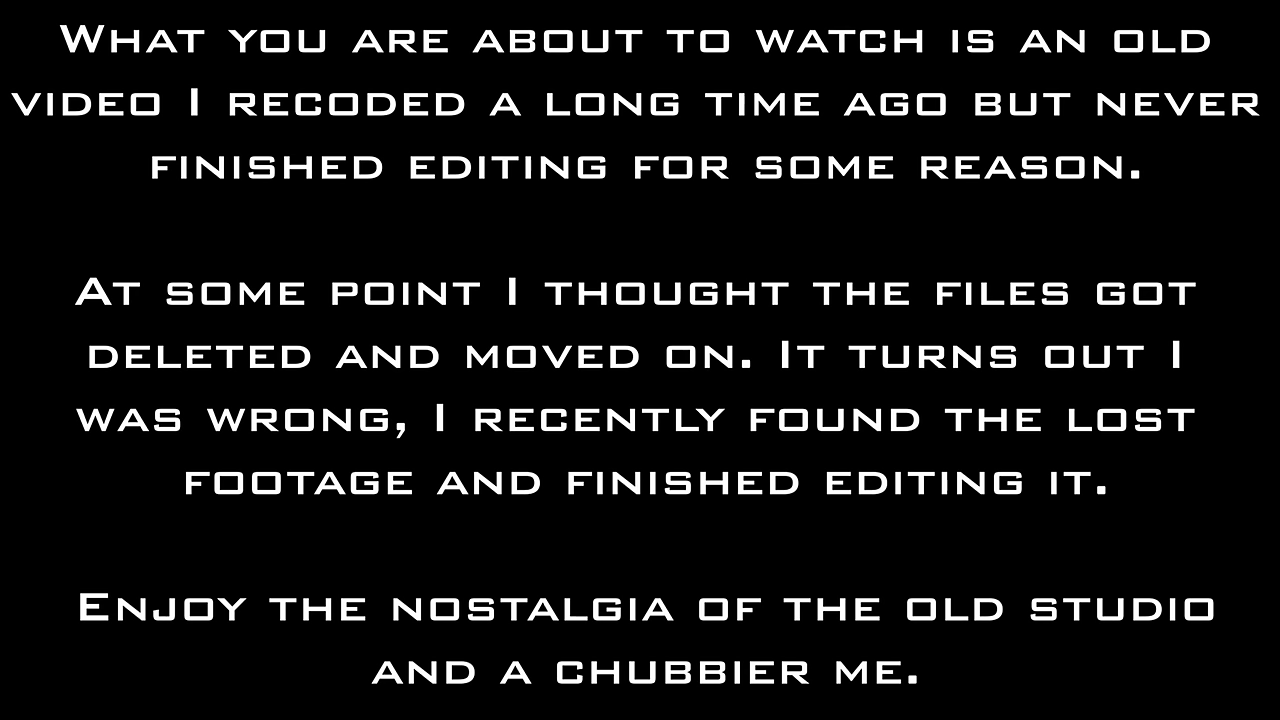 What you are about to watch is an old
video I recoded a long time ago but never
finished editing for some reason.
At some point I thought the files got
deleted and moved on. It turns out I
was wrong, I recently found the lost
footage and finished editing it.
Enjoy the nostalgia of the old studio
and a chubbier me.